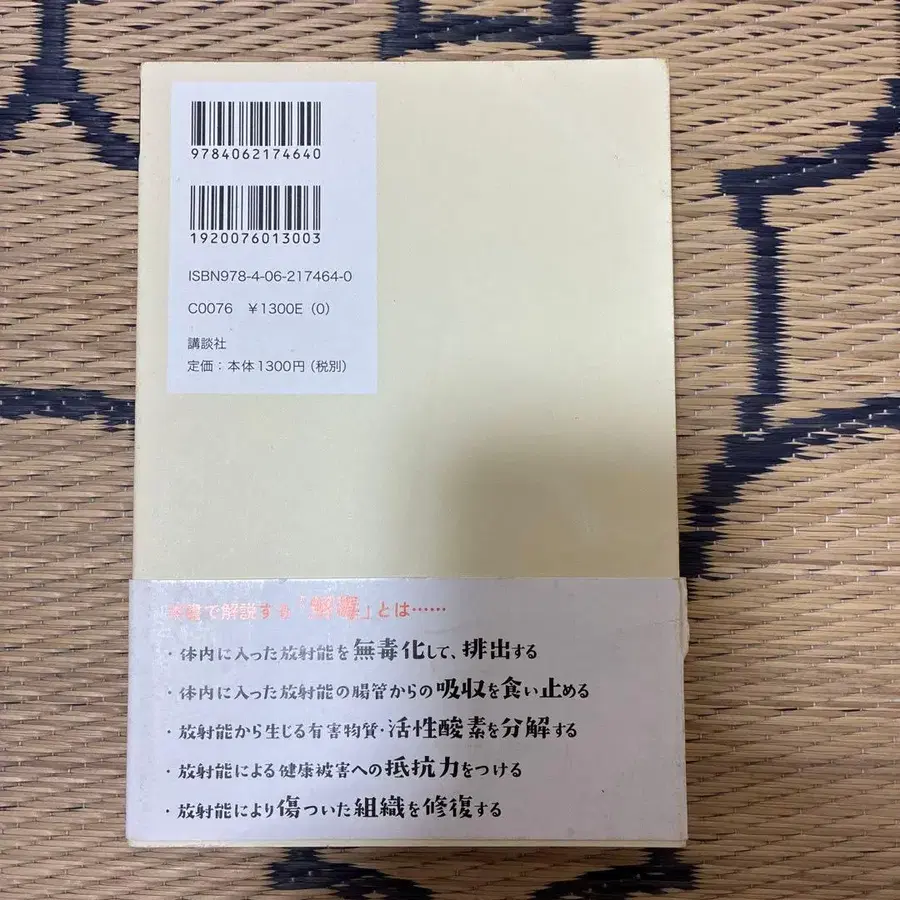 9784062174640
1920076013003
ISBN978-4-06-217464-0
C0076 ¥1300E (0)
講談社
定価：本体1300円（税別）
本書で解説する「解毒」とは……
・体内に入った放射能を無毒化して、排出する
・体内に入った放射能の腸管からの吸収を食い止める
・放射能から生じる有害物質・活性酸素を分解する
・放射能による健康被害への抵抗力をつける
・放射能により傷ついた組織を修復する